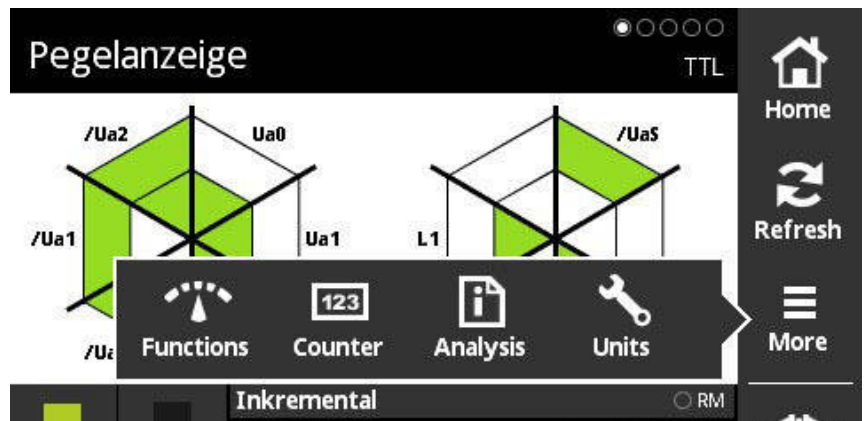 Pegelanzeige
TTL
Home
/Ua2
Ua0
/UaS
Refresh
/Ua1
Ua1
L1
123
Functions
Counter
Analysis
Units
More
Inkremental
RM